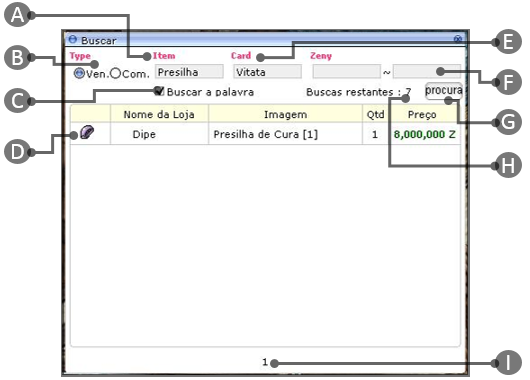 A
Buscar
E
Type Item Card Zeny
B
Ven. Com. Presilha Vitata ~
F
C
Buscar a palavra Buscas restantes : 7 procura
G
Nome da Loja Imagem Qtd Preço
D
Dipe Presilha de Cura [1] 1 8,000,000 Z
H
1
I